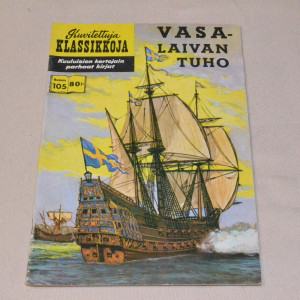 Kuvitettuja
KLASSIKKOJA
Kuuluisien kertojain
parhaat kirjat
Numero
105
80:-
VASA-
LAIVAN
TUHO